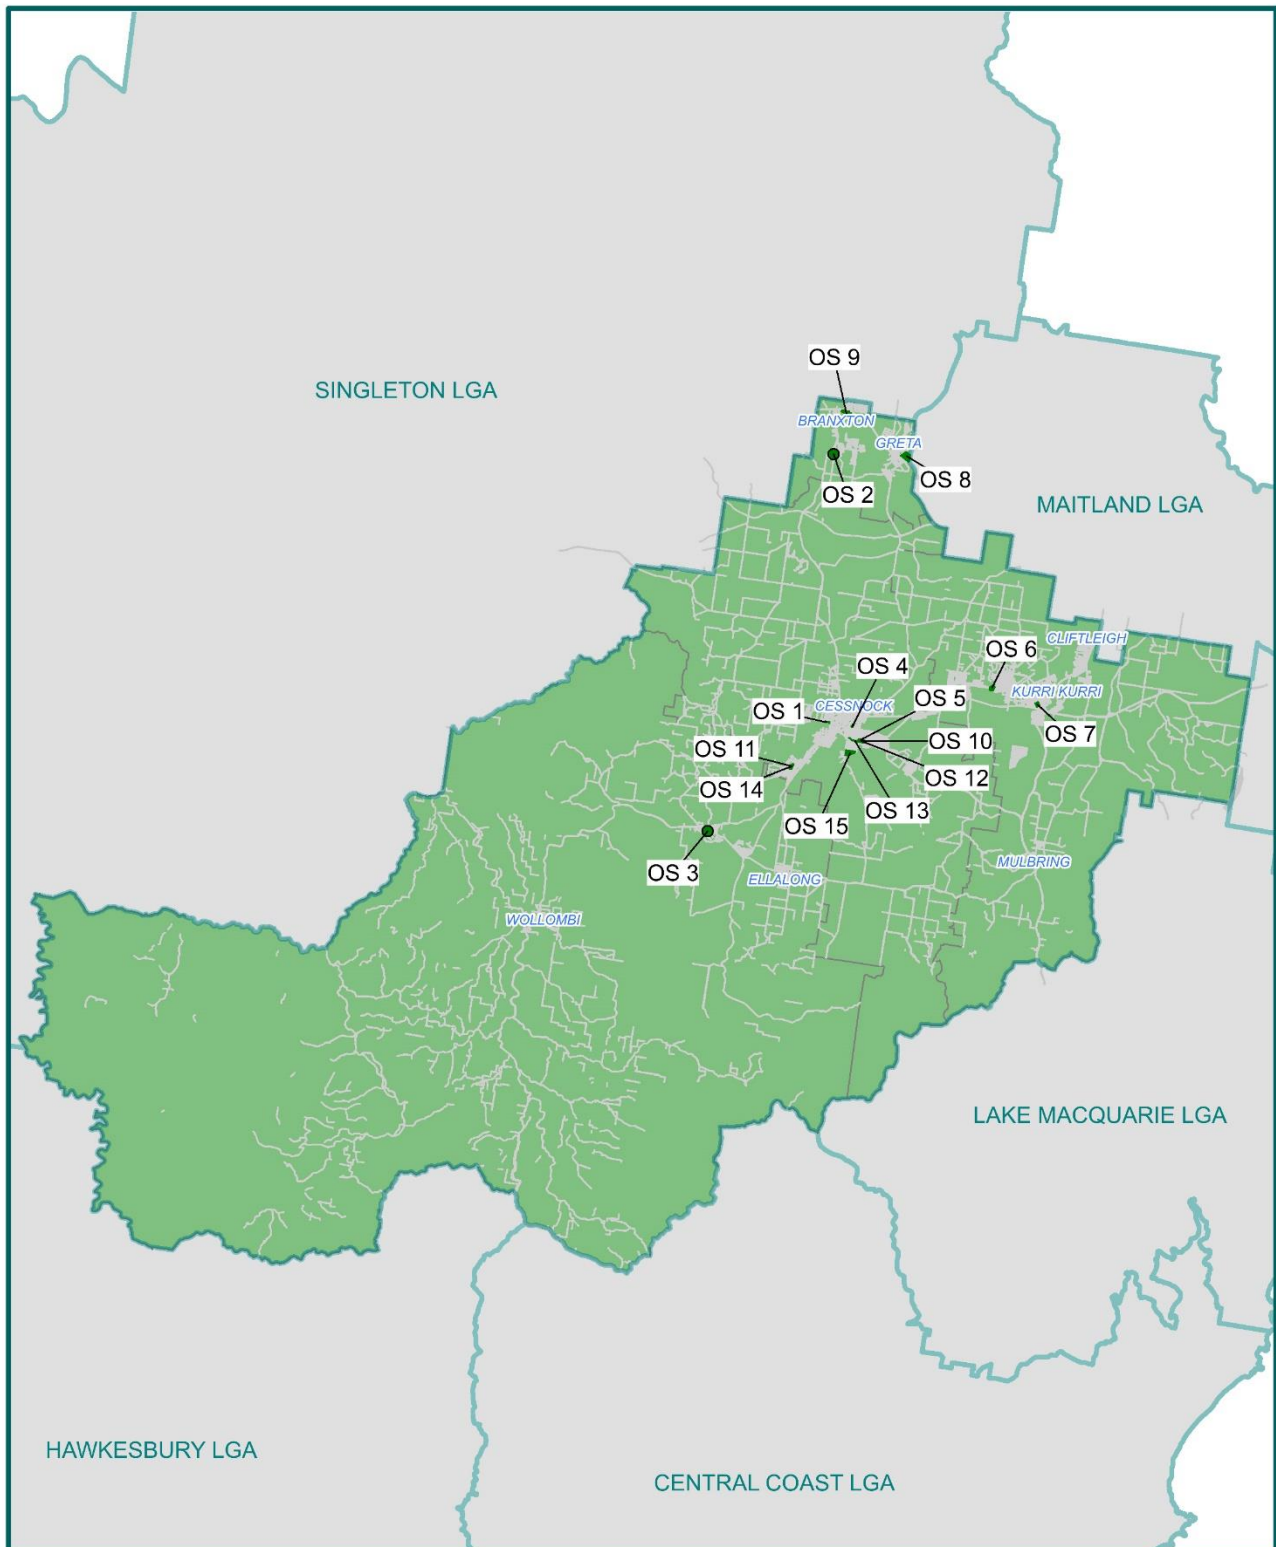 OS 9
SINGLETON LGA
BRANXTON
GRETA
OS 8
OS 2
MAITLAND LGA
CLIFTLEIGH
OS 4
OS 6
KURRI KURRI
OS 5
CESSNOCK
OS 1
OS 7
OS 10
OS 11
OS 12
OS 14
OS 13
OS 15
MULBRING
OS 3
ELLALONG
WOLLOMBI
LAKE MACQUARIE LGA
HAWKESBURY LGA
CENTRAL COAST LGA